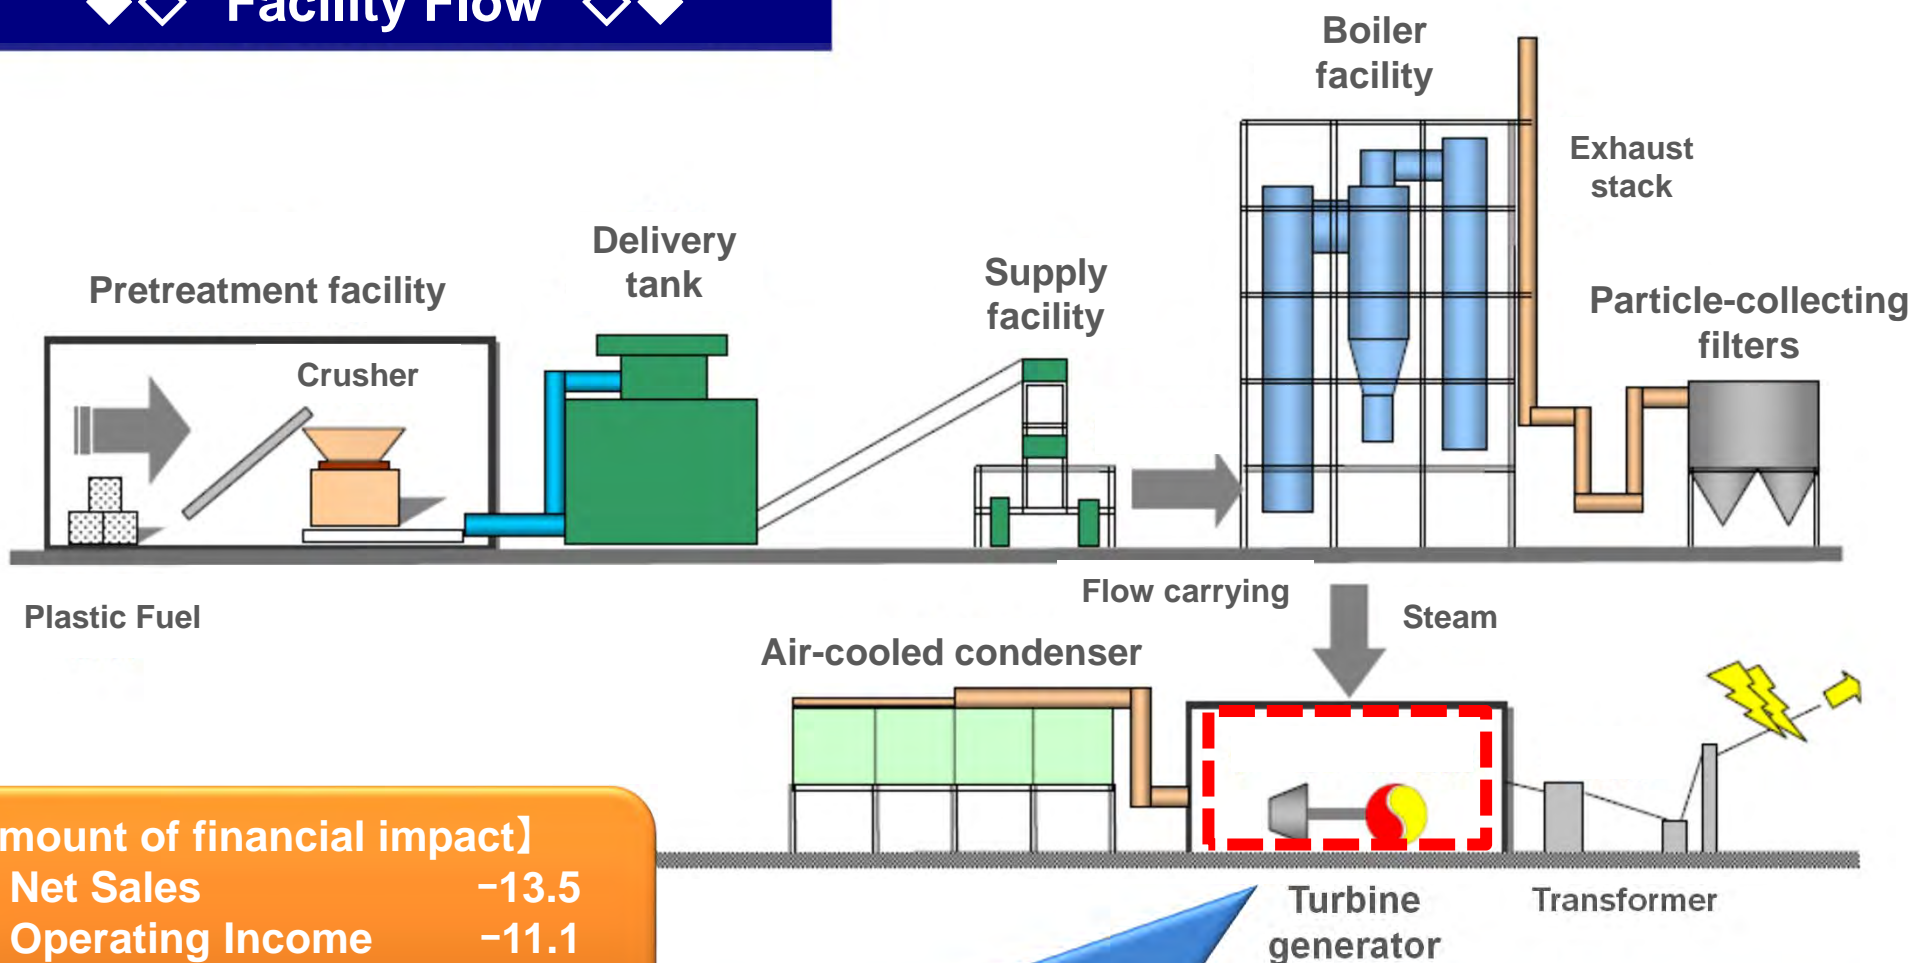 ◆◇ Facility Flow ◇◆
Boiler
facility
Exhaust
stack
Delivery
tank
Supply
facility
Pretreatment facility
Particle-collecting
filters
Crusher
Plastic Fuel
Flow carrying
Steam
Air-cooled condenser
mount of financial impact】
Net Sales −13.5
Operating Income −11.1
Turbine
generator
Transformer